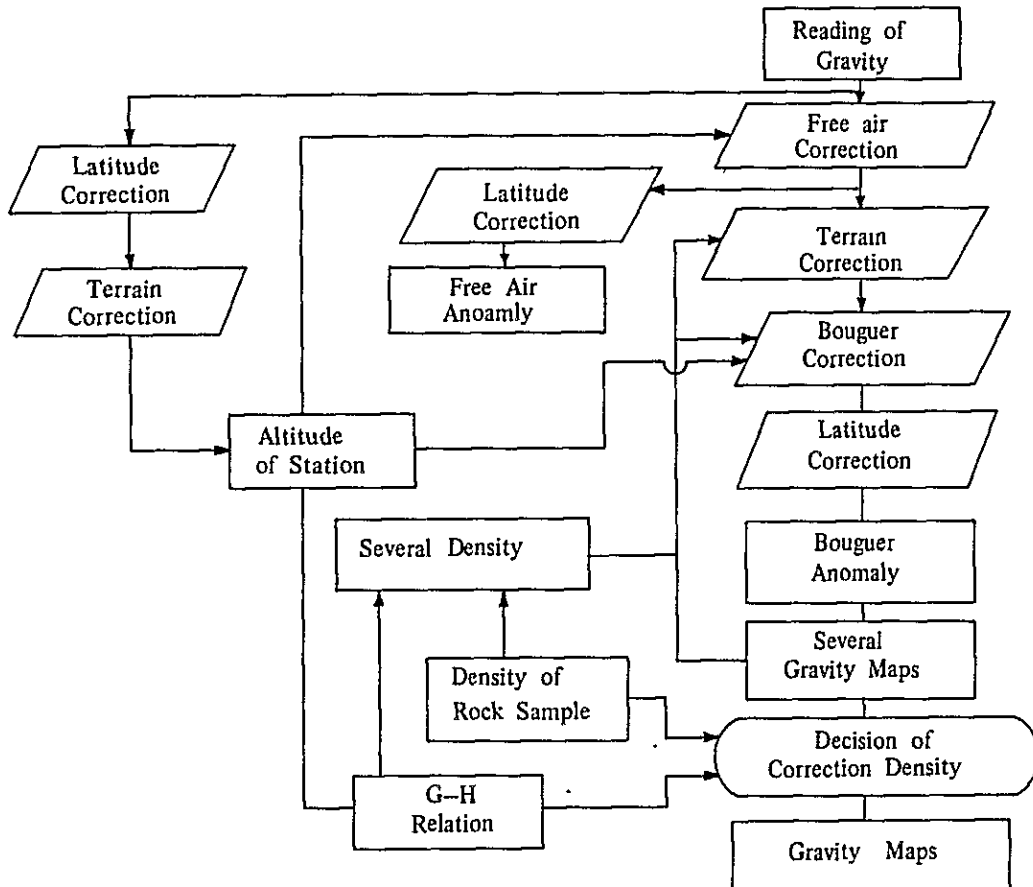 Reading of
Gravity
Free air
Correction
Latitude
Correction
Latitude
Correction
Terrain
Correction
Terrain
Correction
Free Air
Anoamly
Bouguer
Correction
Altitude
of Station
Latitude
Correction
Several Density
Bouguer
Anomaly
Several
Gravity Maps
Density of
Rock Sample
Decision of
Correction Density
G-H
Relation
Gravity Maps